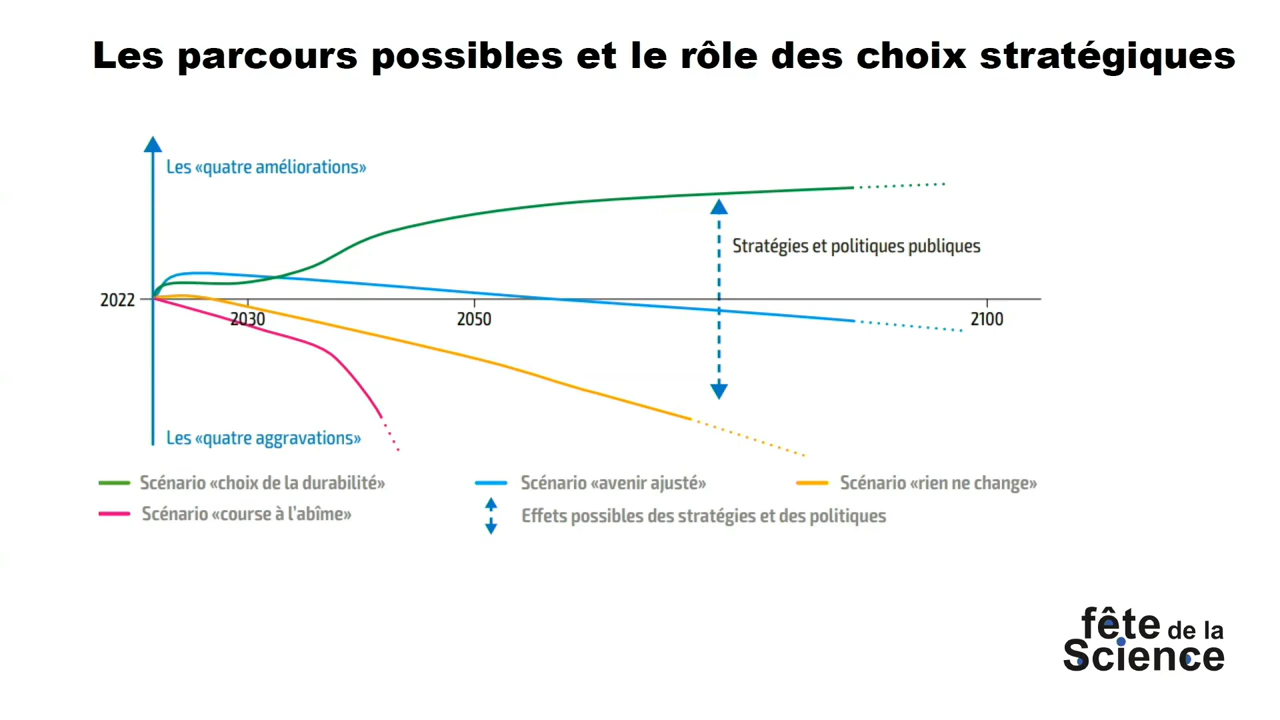 Les parcours possibles et le rôle des choix stratégiques
Les «quatre améliorations»
Stratégies et politiques publiques
2022
2030
2050
2100
Les «quatre aggravations»
Scénario «choix de la durabilité»
Scénario «avenir ajusté»
Scénario «rien ne change»
Scénario «course à l'abîme»
Effets possibles des stratégies et des politiques
fête de la
Science